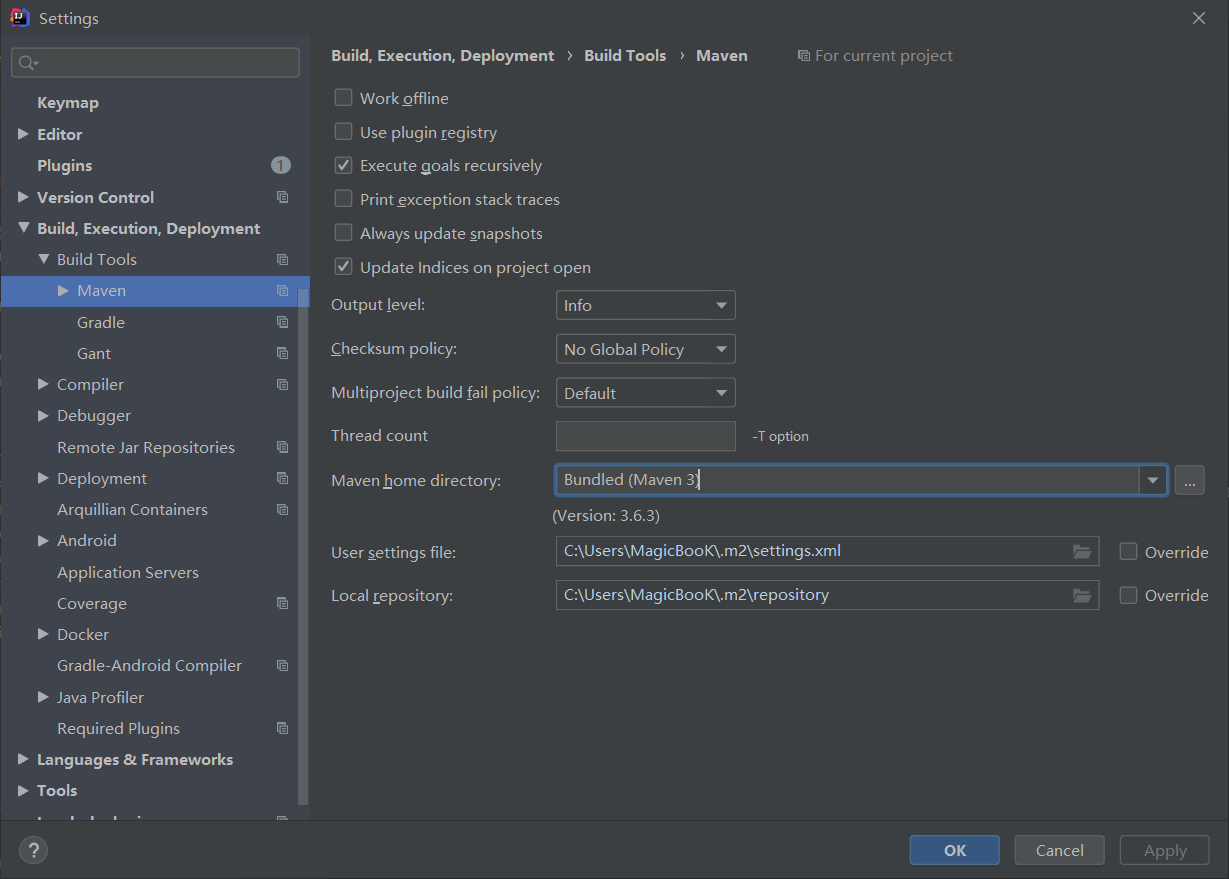 Settings
Build, Execution, Deployment › Build Tools › Maven For current project
Keymap
Editor
Plugins 1
Version Control
Build, Execution, Deployment
Build Tools
Maven
Gradle
Gant
Compiler
Debugger
Remote Jar Repositories
Deployment
Arquillian Containers
Android
Application Servers
Coverage
Docker
Gradle-Android Compiler
Java Profiler
Required Plugins
Languages & Frameworks
Tools
Work offline
Use plugin registry
Execute goals recursively
Print exception stack traces
Always update snapshots
Update Indices on project open
Output level: Info
Checksum policy: No Global Policy
Multiproject build fail policy: Default
Thread count -T option
Maven home directory: Bundled (Maven 3) ...
(Version: 3.6.3)
User settings file: C:\Users\MagicBooK\.m2\settings.xml Override
Local repository: C:\Users\MagicBooK\.m2\repository Override
? OK Cancel Apply